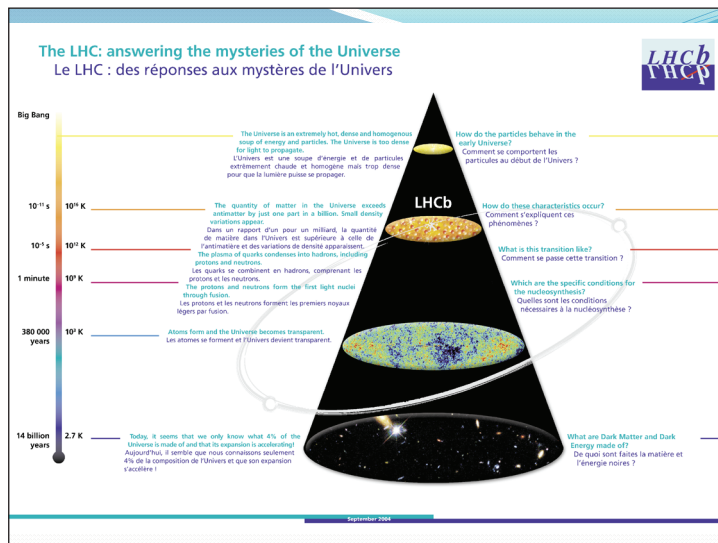 The LHC: answering the mysteries of the Universe
Le LHC : des réponses aux mystères de l'Univers
LHCb
Big Bang
The Universe is an extremely hot, dense and homogenous
soup of energy and particles. The Universe is too dense
for light to propagate.
L'Univers est une soupe d'énergie et de particules
extrêmement chaude et homogène mais trop dense
pour que la lumière puisse se propager.
How do the particles behave in the
early Universe?
Comment se comportent les
particules au début de l'Univers ?
LHCb
10⁻¹¹ s
10¹⁶ K
The quantity of matter in the Universe exceeds
antimatter by just one part in a billion. Small density
variations appear.
Dans un rapport d'un pour un milliard, la quantité
de matière dans l'Univers est supérieure à celle de
l'antimatière et des variations de densité apparaissent.
How do these characteristics occur?
Comment s'expliquent ces
phénomènes ?
10⁻⁵ s
10¹² K
The plasma of quarks condenses into hadrons, including
protons and neutrons.
Les quarks se combinent en hadrons, comprenant les
protons et les neutrons.
What is this transition like?
Comment se passe cette transition ?
1 minute
10⁹ K
The protons and neutrons form the first light nuclei
through fusion.
Les protons et les neutrons forment les premiers noyaux
légers par fusion.
Which are the specific conditions for
the nucleosynthesis?
Quelles sont les conditions
nécessaires à la nucléosynthèse ?
380 000
years
10³ K
Atoms form and the Universe becomes transparent.
Les atomes se forment et l'Univers devient transparent.
14 billion
years
2.7 K
Today, it seems that we only know what 4% of the
Universe is made of and that its expansion is accelerating!
Aujourd'hui, il semble que nous connaissons seulement
4% de la composition de l'Univers et que son expansion
s'accélère !
What are Dark Matter and Dark
Energy made of?
De quoi sont faites la matière et
l'énergie noires ?
September 2004